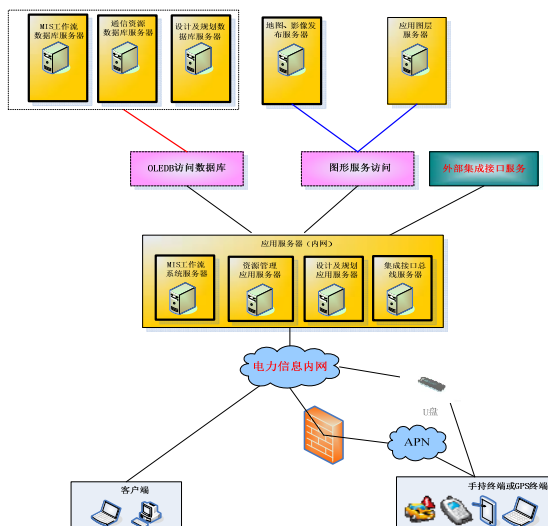 MIS工作流
数据库服务器
通信资源
数据库服务器
设计及规划数
据库服务器
地图、影像发
布服务器
应用图层
服务器
OLEDB访问数据库
图形服务访问
外部集成接口服务
应用服务器（内网）
MIS工作流
系统服务器
资源管理
应用服务器
设计及规划
应用服务器
集成接口总
线服务器
电力信息内网
U盘
APN
客户端
手持终端或GPS终端